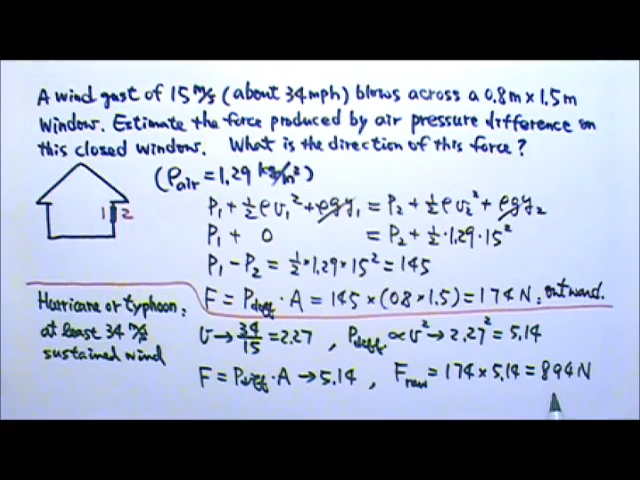 A wind gust of 15 m/s (about 34 mph) blows across a 0.8m × 1.5m
window. Estimate the force produced by air pressure difference on
this closed window. What is the direction of this force?
(ρair = 1.29 kg/m³)
1 2
P₁ + ½ρv₁² + ρgy₁ = P₂ + ½ρv₂² + ρgy₂
P₁ + 0 = P₂ + ½·1.29·15²
P₁ - P₂ = ½×1.29×15² = 145
F = Pdiff · A = 145 × (0.8 × 1.5) = 174 N, outward.
Hurricane or typhoon:
at least 34 m/s
sustained wind
v → 34/15 = 2.27 , Pdiff. ∝ v² → 2.27² = 5.14
F = Pdiff · A → 5.14 , Fnew = 174 × 5.14 = 894 N